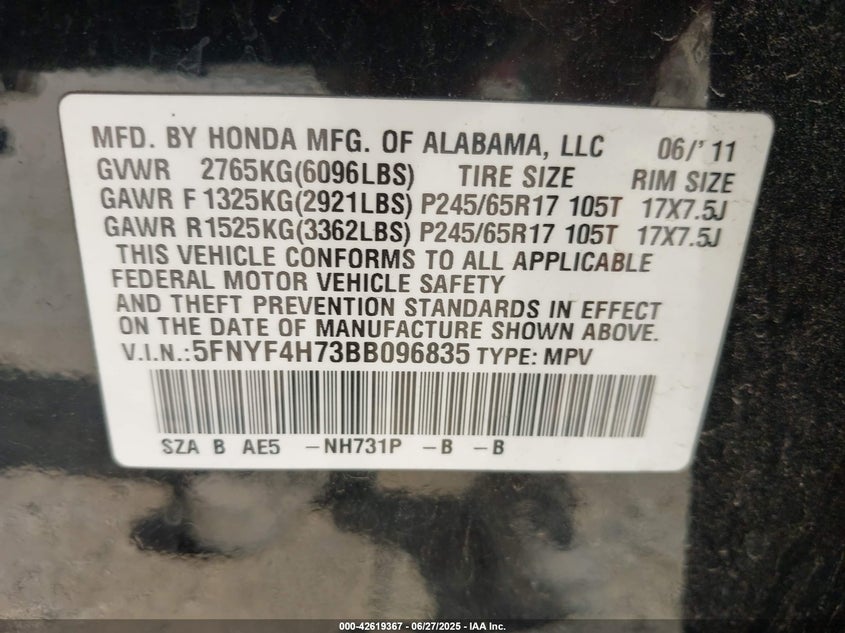 MFD. BY HONDA MFG. OF ALABAMA, LLC 06/'11
GVWR 2765KG(6096LBS) TIRE SIZE RIM SIZE
GAWR F 1325KG(2921LBS) P245/65R17 105T 17X7.5J
GAWR R1525KG(3362LBS) P245/65R17 105T 17X7.5J
THIS VEHICLE CONFORMS TO ALL APPLICABLE
FEDERAL MOTOR VEHICLE SAFETY
AND THEFT PREVENTION STANDARDS IN EFFECT
ON THE DATE OF MANUFACTURE SHOWN ABOVE.
V.I.N.:5FNYF4H73BB096835 TYPE: MPV
SZA B AE5 -NH731P -B -B
000-42619367 - 06/27/2025 - IAA Inc.